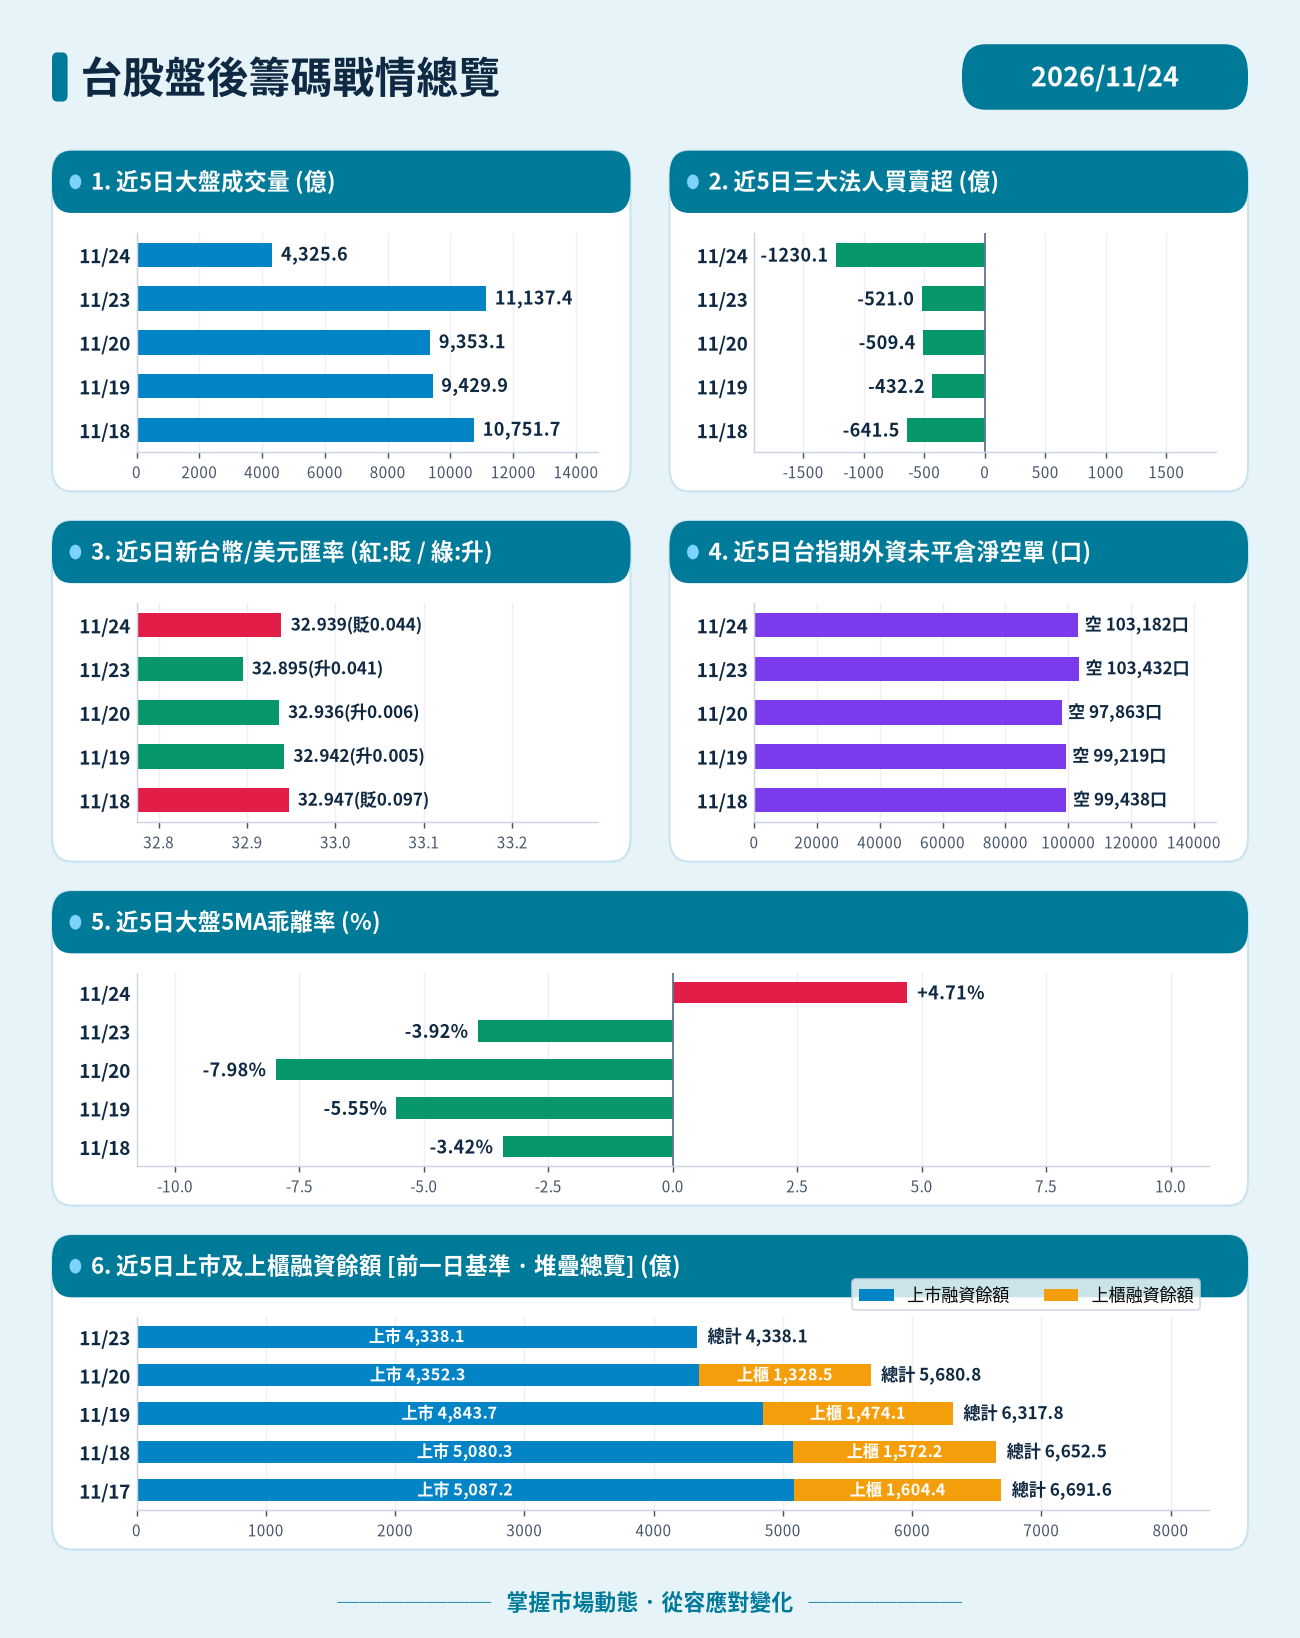 台股盤後籌碼戰情總覽
2026/11/24
1. 近5日大盤成交量 (億)
11/24 4,325.6
11/23 11,137.4
11/20 9,353.1
11/19 9,429.9
11/18 10,751.7
0 2000 4000 6000 8000 10000 12000 14000
2. 近5日三大法人買賣超 (億)
11/24 -1230.1
11/23 -521.0
11/20 -509.4
11/19 -432.2
11/18 -641.5
-1500 -1000 -500 0 500 1000 1500
3. 近5日新台幣/美元匯率 (紅:貶 / 綠:升)
11/24 32.939(貶0.044)
11/23 32.895(升0.041)
11/20 32.936(升0.006)
11/19 32.942(升0.005)
11/18 32.947(貶0.097)
32.8 32.9 33.0 33.1 33.2
4. 近5日台指期外資未平倉淨空單 (口)
11/24 空 103,182口
11/23 空 103,432口
11/20 空 97,863口
11/19 空 99,219口
11/18 空 99,438口
0 20000 40000 60000 80000 100000 120000 140000
5. 近5日大盤5MA乖離率 (%)
11/24 +4.71%
11/23 -3.92%
11/20 -7.98%
11/19 -5.55%
11/18 -3.42%
-10.0 -7.5 -5.0 -2.5 0.0 2.5 5.0 7.5 10.0
6. 近5日上市及上櫃融資餘額 [前一日基準 · 堆疊總覽] (億)
上市融資餘額 上櫃融資餘額
11/23 上市 4,338.1 總計 4,338.1
11/20 上市 4,352.3 上櫃 1,328.5 總計 5,680.8
11/19 上市 4,843.7 上櫃 1,474.1 總計 6,317.8
11/18 上市 5,080.3 上櫃 1,572.2 總計 6,652.5
11/17 上市 5,087.2 上櫃 1,604.4 總計 6,691.6
0 1000 2000 3000 4000 5000 6000 7000 8000
掌握市場動態 · 從容應對變化